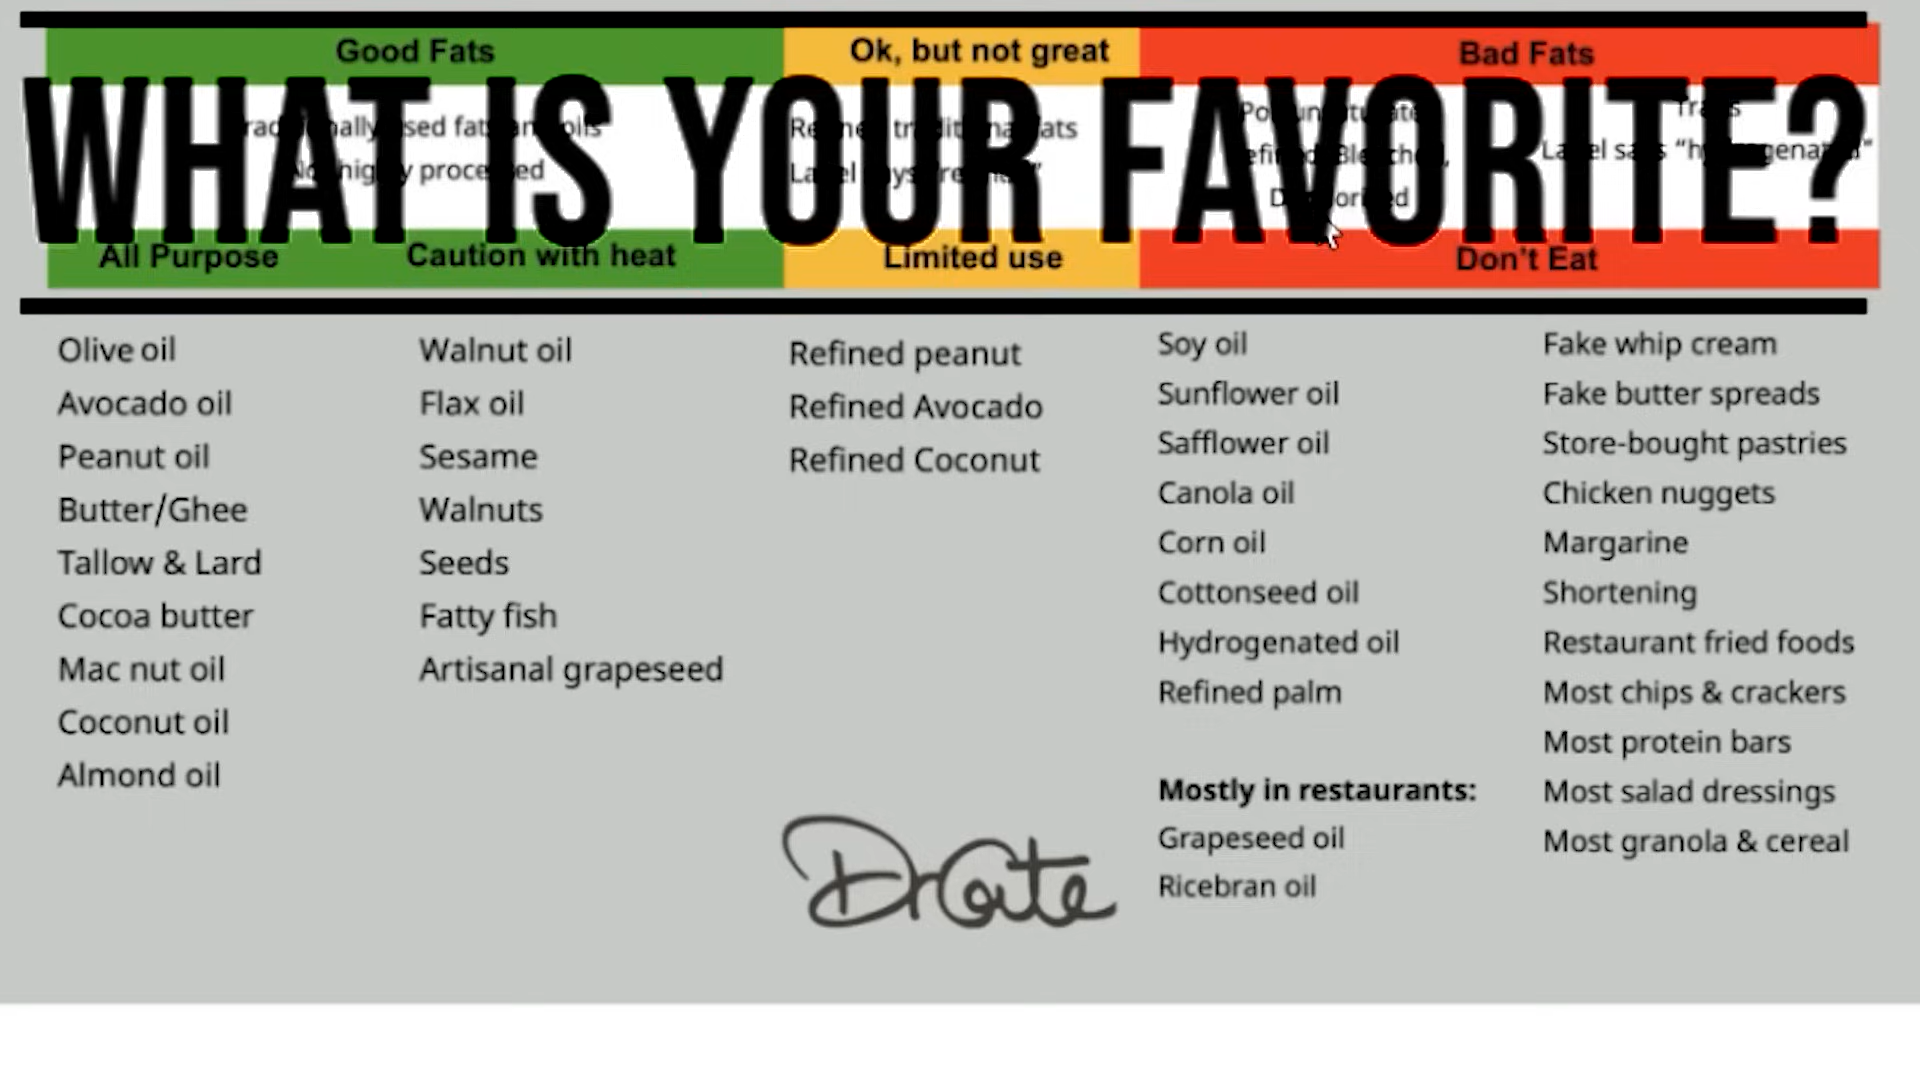 WHAT IS YOUR FAVORITE?
Good Fats
Ok, but not great
Bad Fats
All Purpose
Caution with heat
Limited use
Don't Eat
Olive oil
Avocado oil
Peanut oil
Butter/Ghee
Tallow & Lard
Cocoa butter
Mac nut oil
Coconut oil
Almond oil
Walnut oil
Flax oil
Sesame
Walnuts
Seeds
Fatty fish
Artisanal grapeseed
Refined peanut
Refined Avocado
Refined Coconut
DrCate
Soy oil
Sunflower oil
Safflower oil
Canola oil
Corn oil
Cottonseed oil
Hydrogenated oil
Refined palm
Mostly in restaurants:
Grapeseed oil
Ricebran oil
Fake whip cream
Fake butter spreads
Store-bought pastries
Chicken nuggets
Margarine
Shortening
Restaurant fried foods
Most chips & crackers
Most protein bars
Most salad dressings
Most granola & cereal